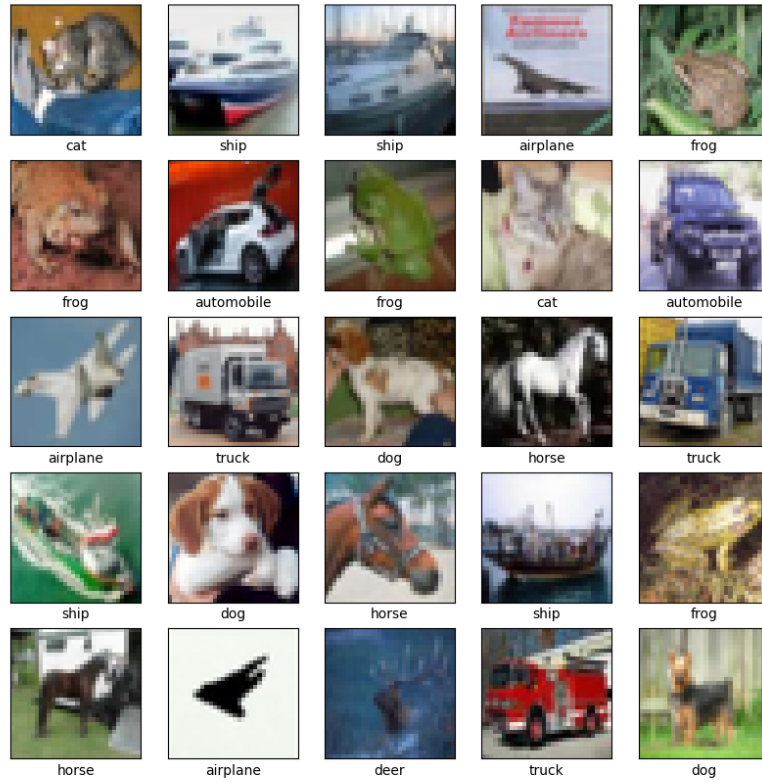 cat
ship
ship
airplane
frog
frog
automobile
frog
cat
automobile
airplane
truck
dog
horse
truck
ship
dog
horse
ship
frog
horse
airplane
deer
truck
dog